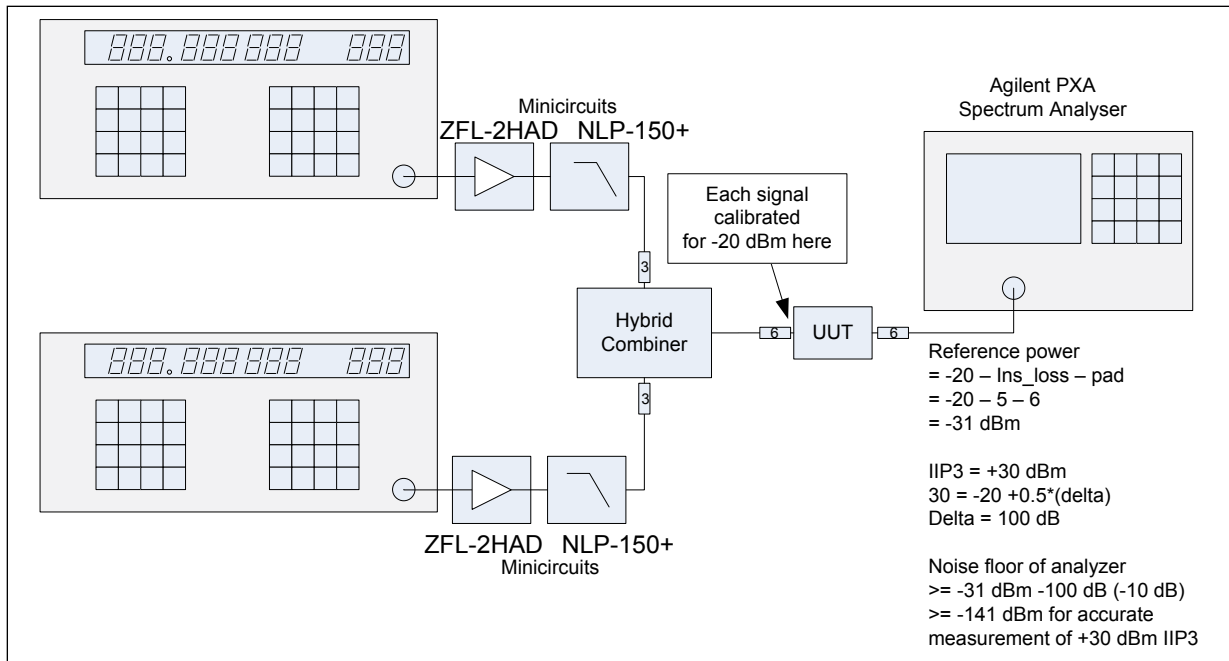 888.888888 888
Minicircuits
ZFL-2HAD NLP-150+
Agilent PXA
Spectrum Analyser
Each signal
calibrated
for -20 dBm here
3
Hybrid
Combiner
6
UUT
6
3
888.888888 888
ZFL-2HAD NLP-150+
Minicircuits
Reference power
= -20 – Ins_loss – pad
= -20 – 5 – 6
= -31 dBm
IIP3 = +30 dBm
30 = -20 +0.5*(delta)
Delta = 100 dB
Noise floor of analyzer
>= -31 dBm -100 dB (-10 dB)
>= -141 dBm for accurate
measurement of +30 dBm IIP3